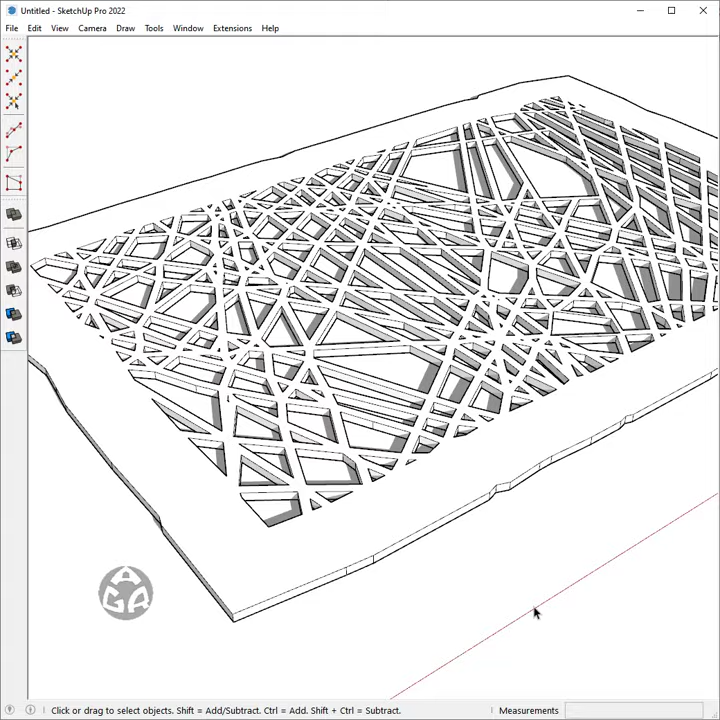 Untitled - SketchUp Pro 2022
File Edit View Camera Draw Tools Window Extensions Help
AGA
Click or drag to select objects. Shift = Add/Subtract. Ctrl = Add. Shift + Ctrl = Subtract. Measurements